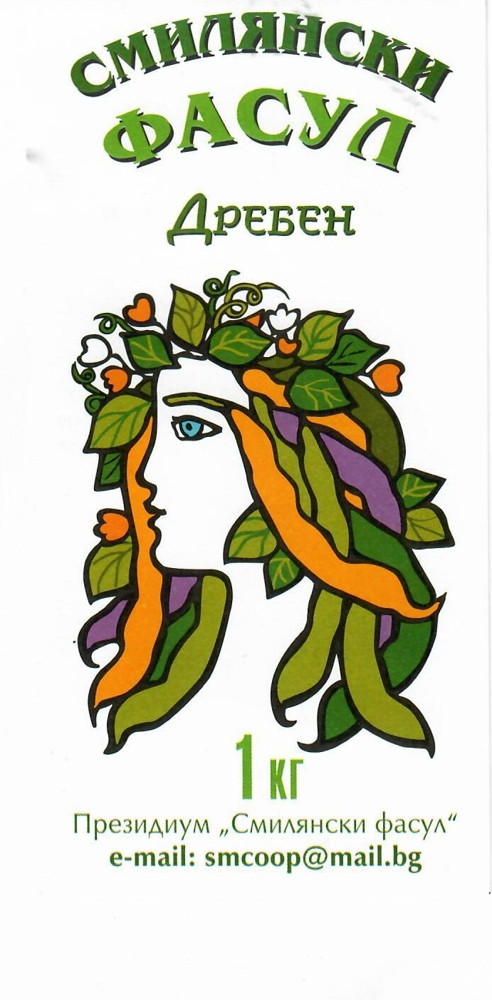 СМИЛЯНСКИ
ФАСУЛ
ДРЕБЕН
1 кг
Президиум „Смилянски фасул“
e-mail: smcoop@mail.bg